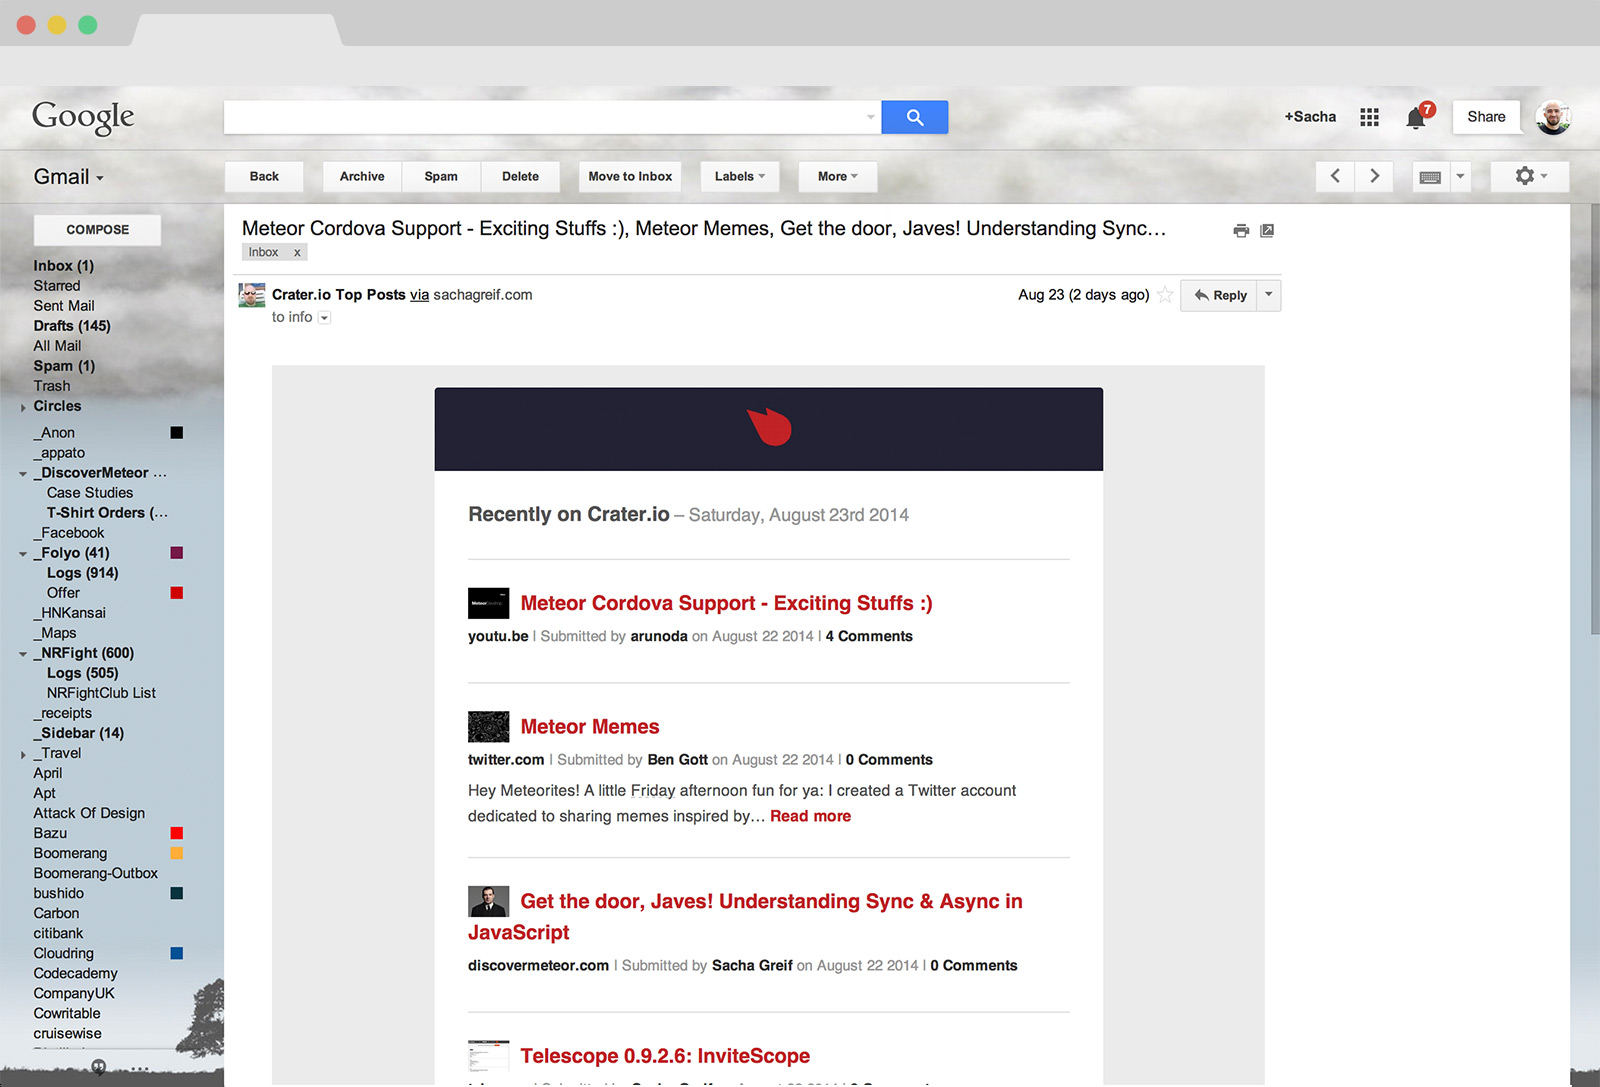 Google
+Sacha
7
Share
Gmail
Back
Archive
Spam
Delete
Move to Inbox
Labels
More
COMPOSE
Inbox (1)
Starred
Sent Mail
Drafts (145)
All Mail
Spam (1)
Trash
Circles
_Anon
_appato
_DiscoverMeteor ...
Case Studies
T-Shirt Orders (...
_Facebook
_Folyo (41)
Logs (914)
Offer
_HNKansai
_Maps
_NRFight (600)
Logs (505)
NRFightClub List
_receipts
_Sidebar (14)
_Travel
April
Apt
Attack Of Design
Bazu
Boomerang
Boomerang-Outbox
bushido
Carbon
citibank
Cloudring
Codecademy
CompanyUK
Cowritable
cruisewise
Meteor Cordova Support - Exciting Stuffs :), Meteor Memes, Get the door, Javes! Understanding Sync…
Inbox x
Crater.io Top Posts via sachagreif.com
Aug 23 (2 days ago)
Reply
to info
Recently on Crater.io – Saturday, August 23rd 2014
Meteor Cordova Support - Exciting Stuffs :)
youtu.be | Submitted by arunoda on August 22 2014 | 4 Comments
Meteor Memes
twitter.com | Submitted by Ben Gott on August 22 2014 | 0 Comments
Hey Meteorites! A little Friday afternoon fun for ya: I created a Twitter account
dedicated to sharing memes inspired by… Read more
Get the door, Javes! Understanding Sync & Async in
JavaScript
discovermeteor.com | Submitted by Sacha Greif on August 22 2014 | 0 Comments
Telescope 0.9.2.6: InviteScope